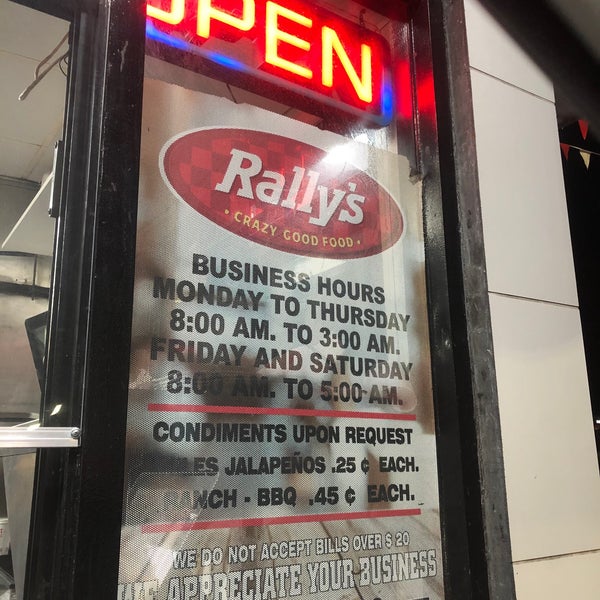 OPEN
Rally's
• CRAZY GOOD FOOD •
BUSINESS HOURS
MONDAY TO THURSDAY
8:00 AM. TO 3:00 AM.
FRIDAY AND SATURDAY
8:00 AM. TO 5:00 AM.
CONDIMENTS UPON REQUEST
JALAPEÑOS .25 ¢ EACH.
RANCH - BBQ .45 ¢ EACH.
WE DO NOT ACCEPT BILLS OVER $ 20
WE APPRECIATE YOUR BUSINESS